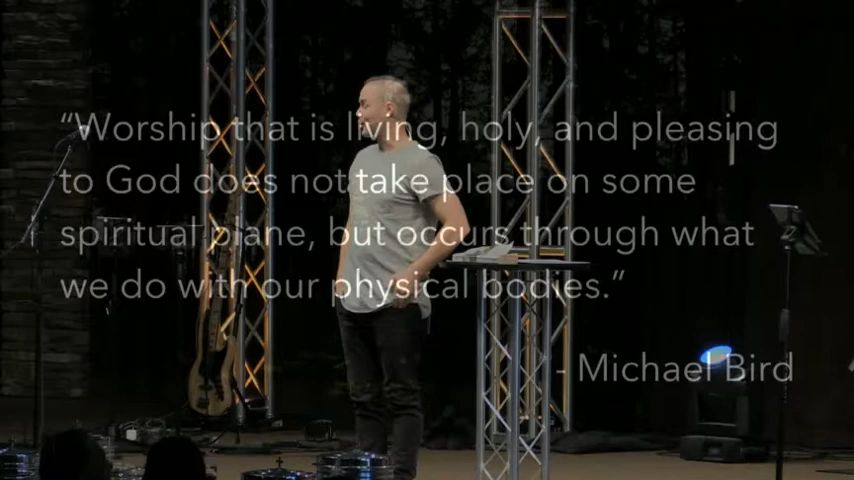 “Worship that is living, holy, and pleasing
to God does not take place on some
spiritual plane, but occurs through what
we do with our physical bodies.”
- Michael Bird